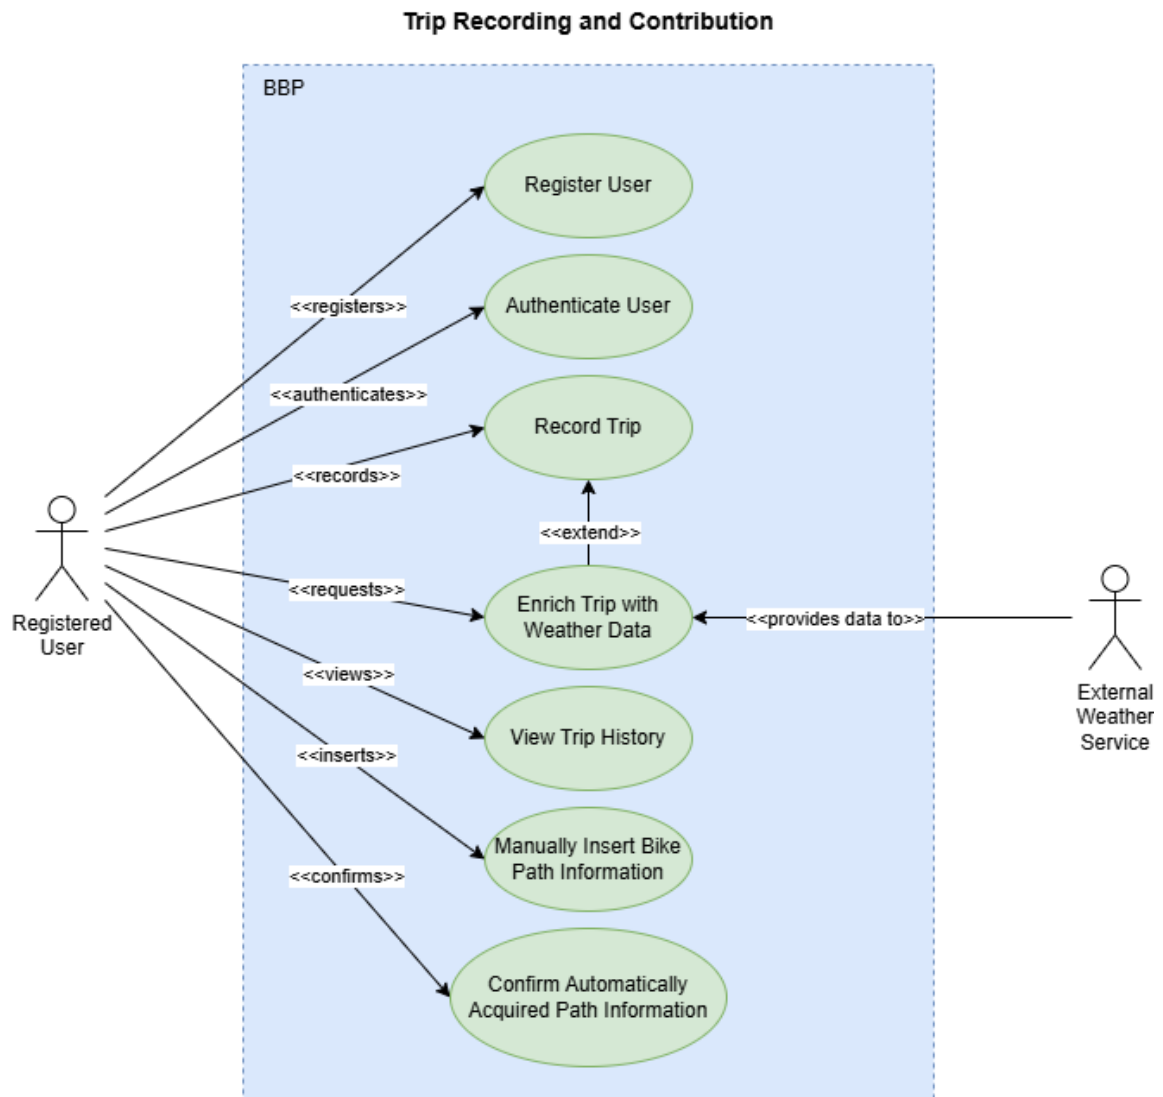 Trip Recording and Contribution
BBP
Register User
<<registers>>
Authenticate User
<<authenticates>>
Record Trip
<<records>>
<<extend>>
<<requests>>
Enrich Trip with
Weather Data
<<provides data to>>
Registered
User
<<views>>
External
Weather
Service
View Trip History
<<inserts>>
Manually Insert Bike
Path Information
<<confirms>>
Confirm Automatically
Acquired Path Information